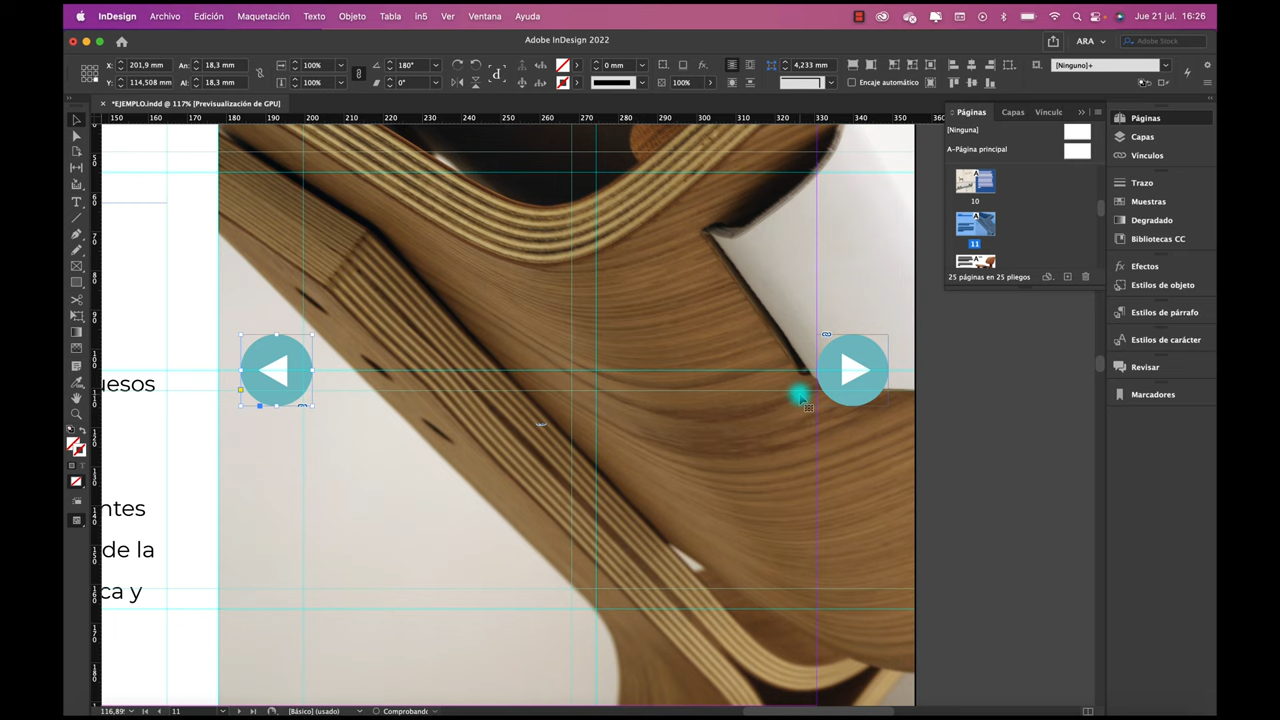 InDesign Archivo Edición Maquetación Texto Objeto Tabla in5 Ver Ventana Ayuda Jue 21 jul. 16:26
Adobe InDesign 2022 ARA Adobe Stock
X: 201,9 mm An: 18,3 mm 100% 180° 0 mm 4,233 mm [Ninguno]+
Y: 114,508 mm Al: 18,3 mm 100% 0° 100% Encaje automático
*EJEMPLO.indd @ 117% [Previsualización de GPU]
150 160 170 180 190 200 210 220 230 240 250 260 273 280 290 300 310 320 330 340 350 360
Páginas Capas Vínculc
[Ninguna]
A-Página principal
10
11
25 páginas en 25 pliegos
Páginas
Capas
Vínculos
Trazo
Muestras
Degradado
Bibliotecas CC
Efectos
Estilos de objeto
Estilos de párrafo
Estilos de carácter
Revisar
Marcadores
uesos
ntes
de la
ca y
116,89 11 [Básico] (usado) Comprobando